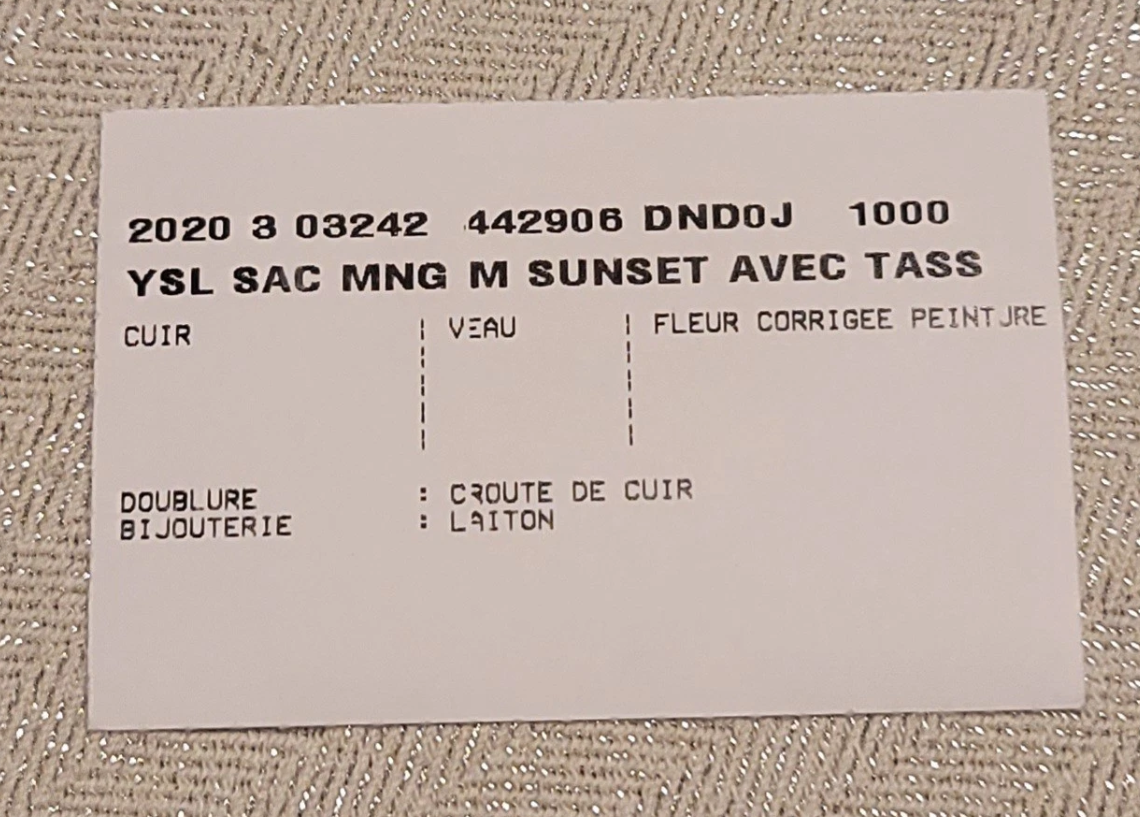 2020 3 03242 442906 DND0J 1000
YSL SAC MNG M SUNSET AVEC TASS
CUIR ¦ VEAU ¦ FLEUR CORRIGEE PEINTURE
DOUBLURE : CROUTE DE CUIR
BIJOUTERIE : LAITON